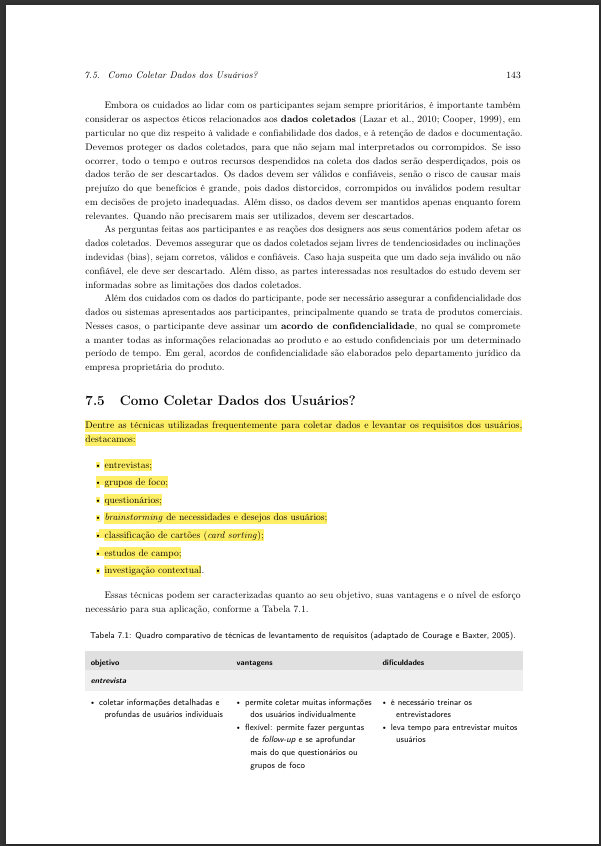 7.5. Como Coletar Dados dos Usuários? 143
Embora os cuidados ao lidar com os participantes sejam sempre prioritários, é importante também
considerar os aspectos éticos relacionados aos dados coletados (Lazar et al., 2010; Cooper, 1999), em
particular no que diz respeito à validade e confiabilidade dos dados, e à retenção de dados e documentação.
Devemos proteger os dados coletados, para que não sejam mal interpretados ou corrompidos. Se isso
ocorrer, todo o tempo e outros recursos despendidos na coleta dos dados serão desperdiçados, pois os
dados terão de ser descartados. Os dados devem ser válidos e confiáveis, senão o risco de causar mais
prejuízo do que benefícios é grande, pois dados distorcidos, corrompidos ou inválidos podem resultar
em decisões de projeto inadequadas. Além disso, os dados devem ser mantidos apenas enquanto forem
relevantes. Quando não precisarem mais ser utilizados, devem ser descartados.
As perguntas feitas aos participantes e as reações dos designers aos seus comentários podem afetar os
dados coletados. Devemos assegurar que os dados coletados sejam livres de tendenciosidades ou inclinações
indevidas (bias), sejam corretos, válidos e confiáveis. Caso haja suspeita que um dado seja inválido ou não
confiável, ele deve ser descartado. Além disso, as partes interessadas nos resultados do estudo devem ser
informadas sobre as limitações dos dados coletados.
Além dos cuidados com os dados do participante, pode ser necessário assegurar a confidencialidade dos
dados ou sistemas apresentados aos participantes, principalmente quando se trata de produtos comerciais.
Nesses casos, o participante deve assinar um acordo de confidencialidade, no qual se compromete
a manter todas as informações relacionadas ao produto e ao estudo confidenciais por um determinado
período de tempo. Em geral, acordos de confidencialidade são elaborados pelo departamento jurídico da
empresa proprietária do produto.
7.5 Como Coletar Dados dos Usuários?
Dentre as técnicas utilizadas frequentemente para coletar dados e levantar os requisitos dos usuários,
destacamos:
• entrevistas;
• grupos de foco;
• questionários;
• brainstorming de necessidades e desejos dos usuários;
• classificação de cartões (card sorting);
• estudos de campo;
• investigação contextual.
Essas técnicas podem ser caracterizadas quanto ao seu objetivo, suas vantagens e o nível de esforço
necessário para sua aplicação, conforme a Tabela 7.1.
Tabela 7.1: Quadro comparativo de técnicas de levantamento de requisitos (adaptado de Courage e Baxter, 2005).
objetivo vantagens dificuldades
entrevista
• coletar informações detalhadas e
profundas de usuários individuais
• permite coletar muitas informações
dos usuários individualmente
• flexível: permite fazer perguntas
de follow-up e se aprofundar
mais do que questionários ou
grupos de foco
• é necessário treinar os
entrevistadores
• leva tempo para entrevistar muitos
usuários